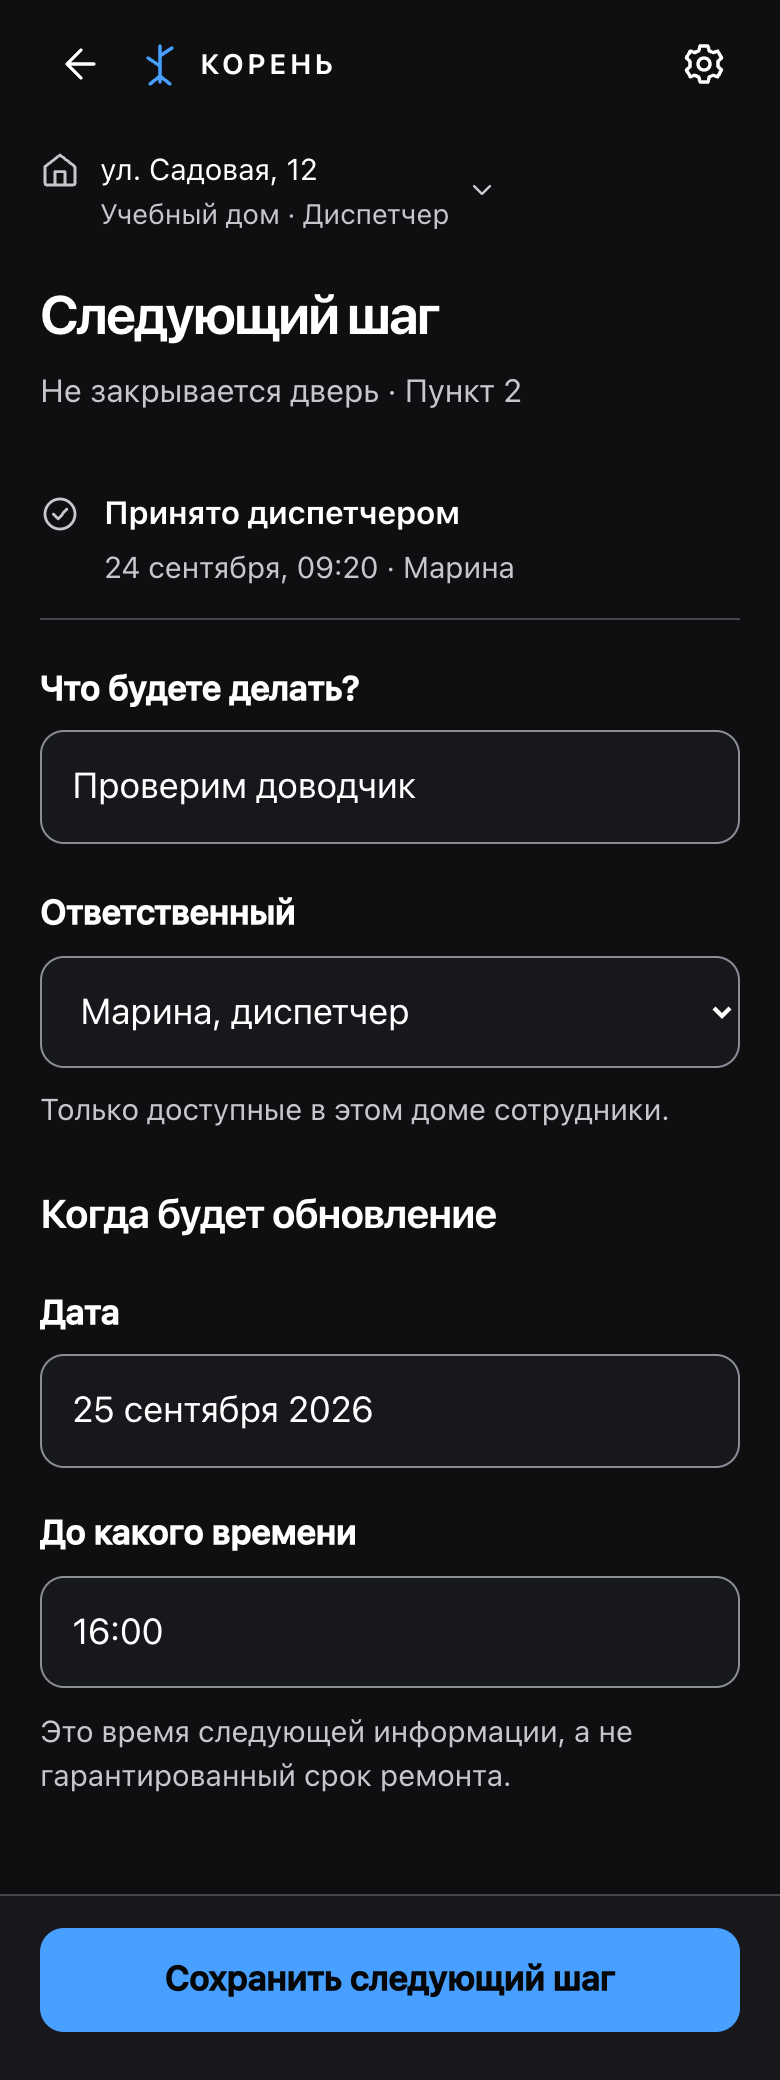 КОРЕНЬ
ул. Садовая, 12
Учебный дом · Диспетчер
Следующий шаг
Не закрывается дверь · Пункт 2
Принято диспетчером
24 сентября, 09:20 · Марина
Что будете делать?
Проверим доводчик
Ответственный
Марина, диспетчер
Только доступные в этом доме сотрудники.
Когда будет обновление
Дата
25 сентября 2026
До какого времени
16:00
Это время следующей информации, а не
гарантированный срок ремонта.
Сохранить следующий шаг